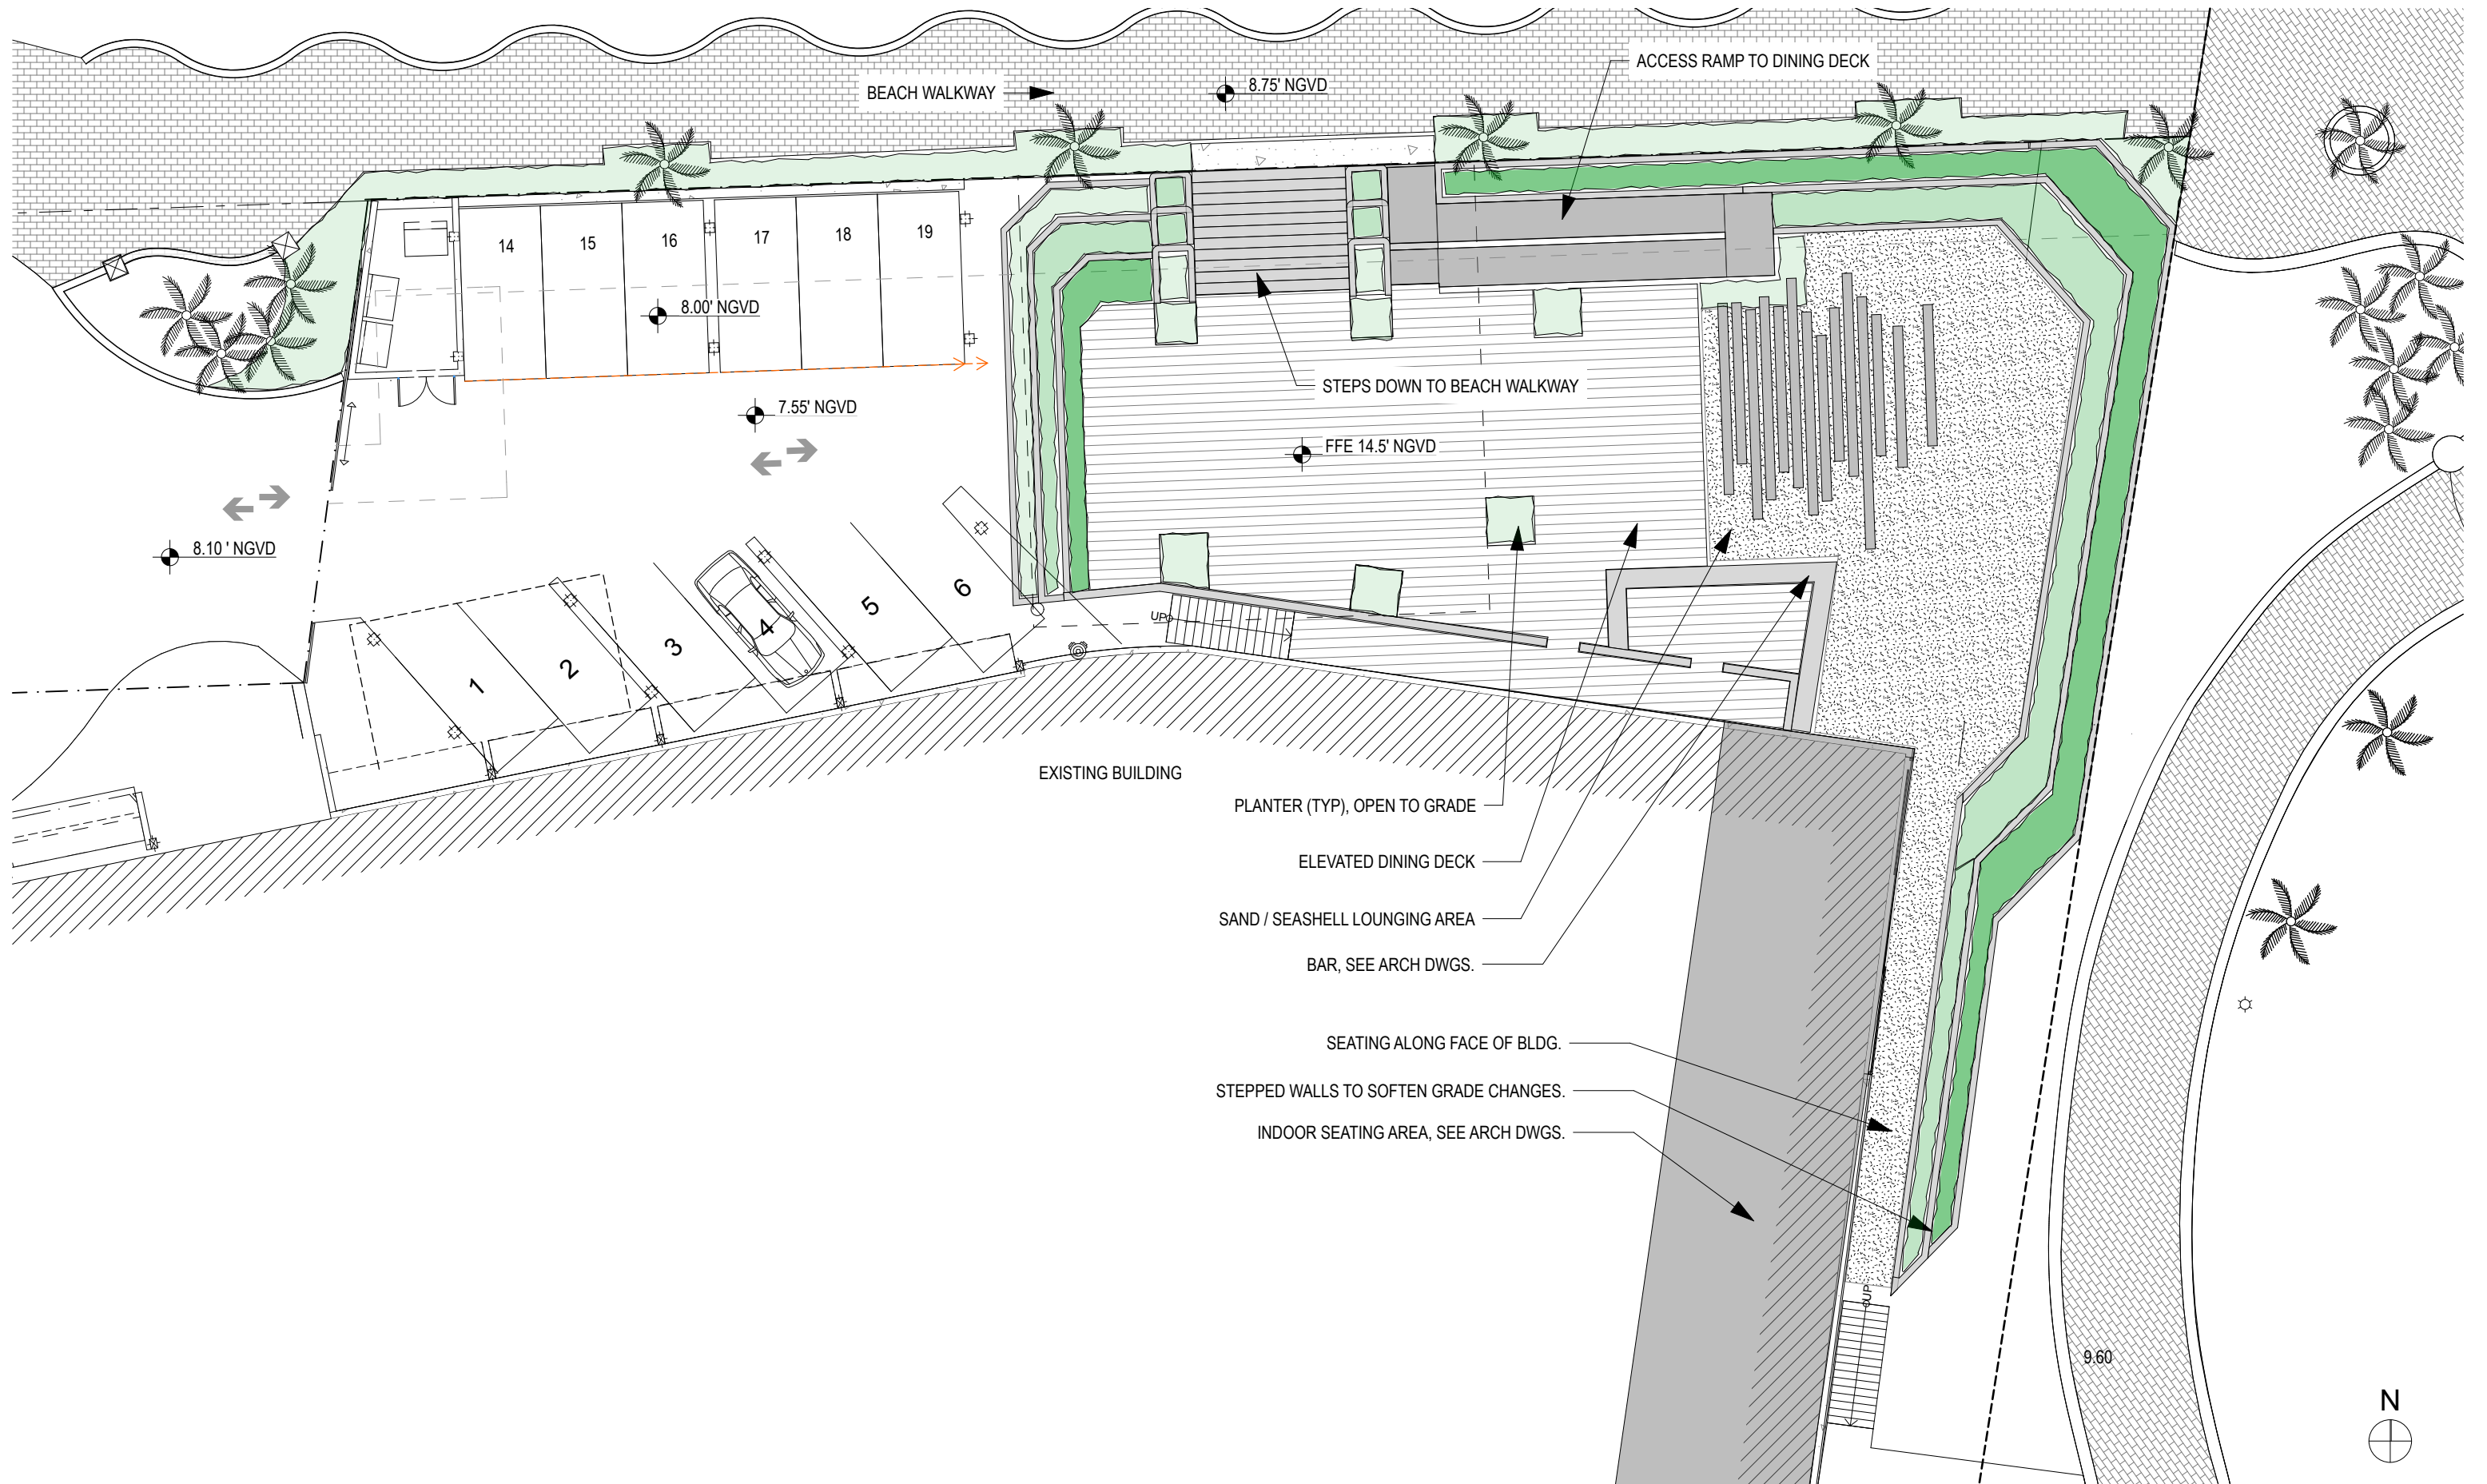 ACCESS RAMP TO DINING DECK
BEACH WALKWAY
8.75' NGVD
14
15
16
17
18
19
8.00' NGVD
STEPS DOWN TO BEACH WALKWAY
7.55' NGVD
FFE 14.5' NGVD
8.10 ' NGVD
1
2
3
4
5
6
UP
EXISTING BUILDING
PLANTER (TYP), OPEN TO GRADE
ELEVATED DINING DECK
SAND / SEASHELL LOUNGING AREA
BAR, SEE ARCH DWGS.
SEATING ALONG FACE OF BLDG.
STEPPED WALLS TO SOFTEN GRADE CHANGES.
INDOOR SEATING AREA, SEE ARCH DWGS.
UP
9.60
N